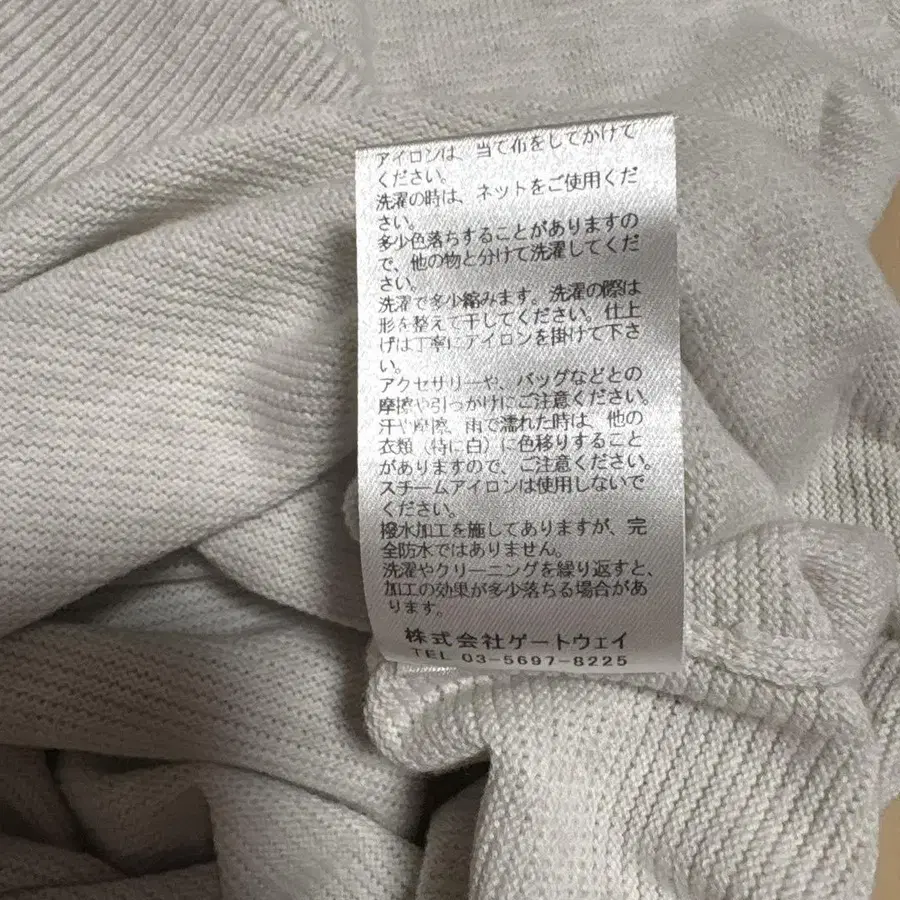 アイロンは、当て布をしてかけて
ください。
洗濯の時は、ネットをご使用くだ
さい。
多少色落ちすることがありますの
で、他の物と分けて洗濯してくだ
さい。
洗濯で多少縮みます。洗濯の際は
形を整えて干してください。仕上
げは丁寧にアイロンを掛けて下さ
い。
アクセサリーや、バッグなどとの
摩擦や引っかけにご注意ください。
汗や摩擦、雨で濡れた時は、他の
衣類（特に白）に色移りすること
がありますので、ご注意ください。
スチームアイロンは使用しないで
ください。
撥水加工を施してありますが、完
全防水ではありません。
洗濯やクリーニングを繰り返すと、
加工の効果が多少落ちる場合があ
ります。
株式会社ゲートウェイ
TEL 03-5697-8225